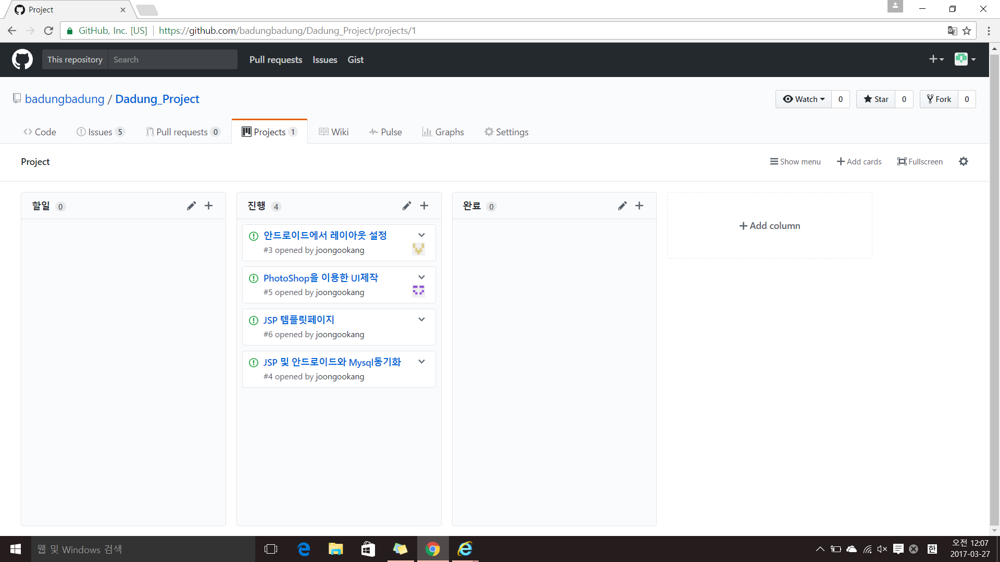 Project
GitHub, Inc. [US] https://github.com/badungbadung/Dadung_Project/projects/1
This repository Search Pull requests Issues Gist
badungbadung / Dadung_Project Watch 0 Star 0 Fork 0
Code Issues 5 Pull requests 0 Projects 1 Wiki Pulse Graphs Settings
Project Show menu Add cards Fullscreen
할일 0
진행 4
안드로이드에서 레이아웃 설정
#3 opened by joongookang
PhotoShop을 이용한 UI제작
#5 opened by joongookang
JSP 템플릿페이지
#6 opened by joongookang
JSP 및 안드로이드와 Mysql동기화
#4 opened by joongookang
완료 0
Add column
웹 및 Windows 검색
한
오전 12:07
2017-03-27